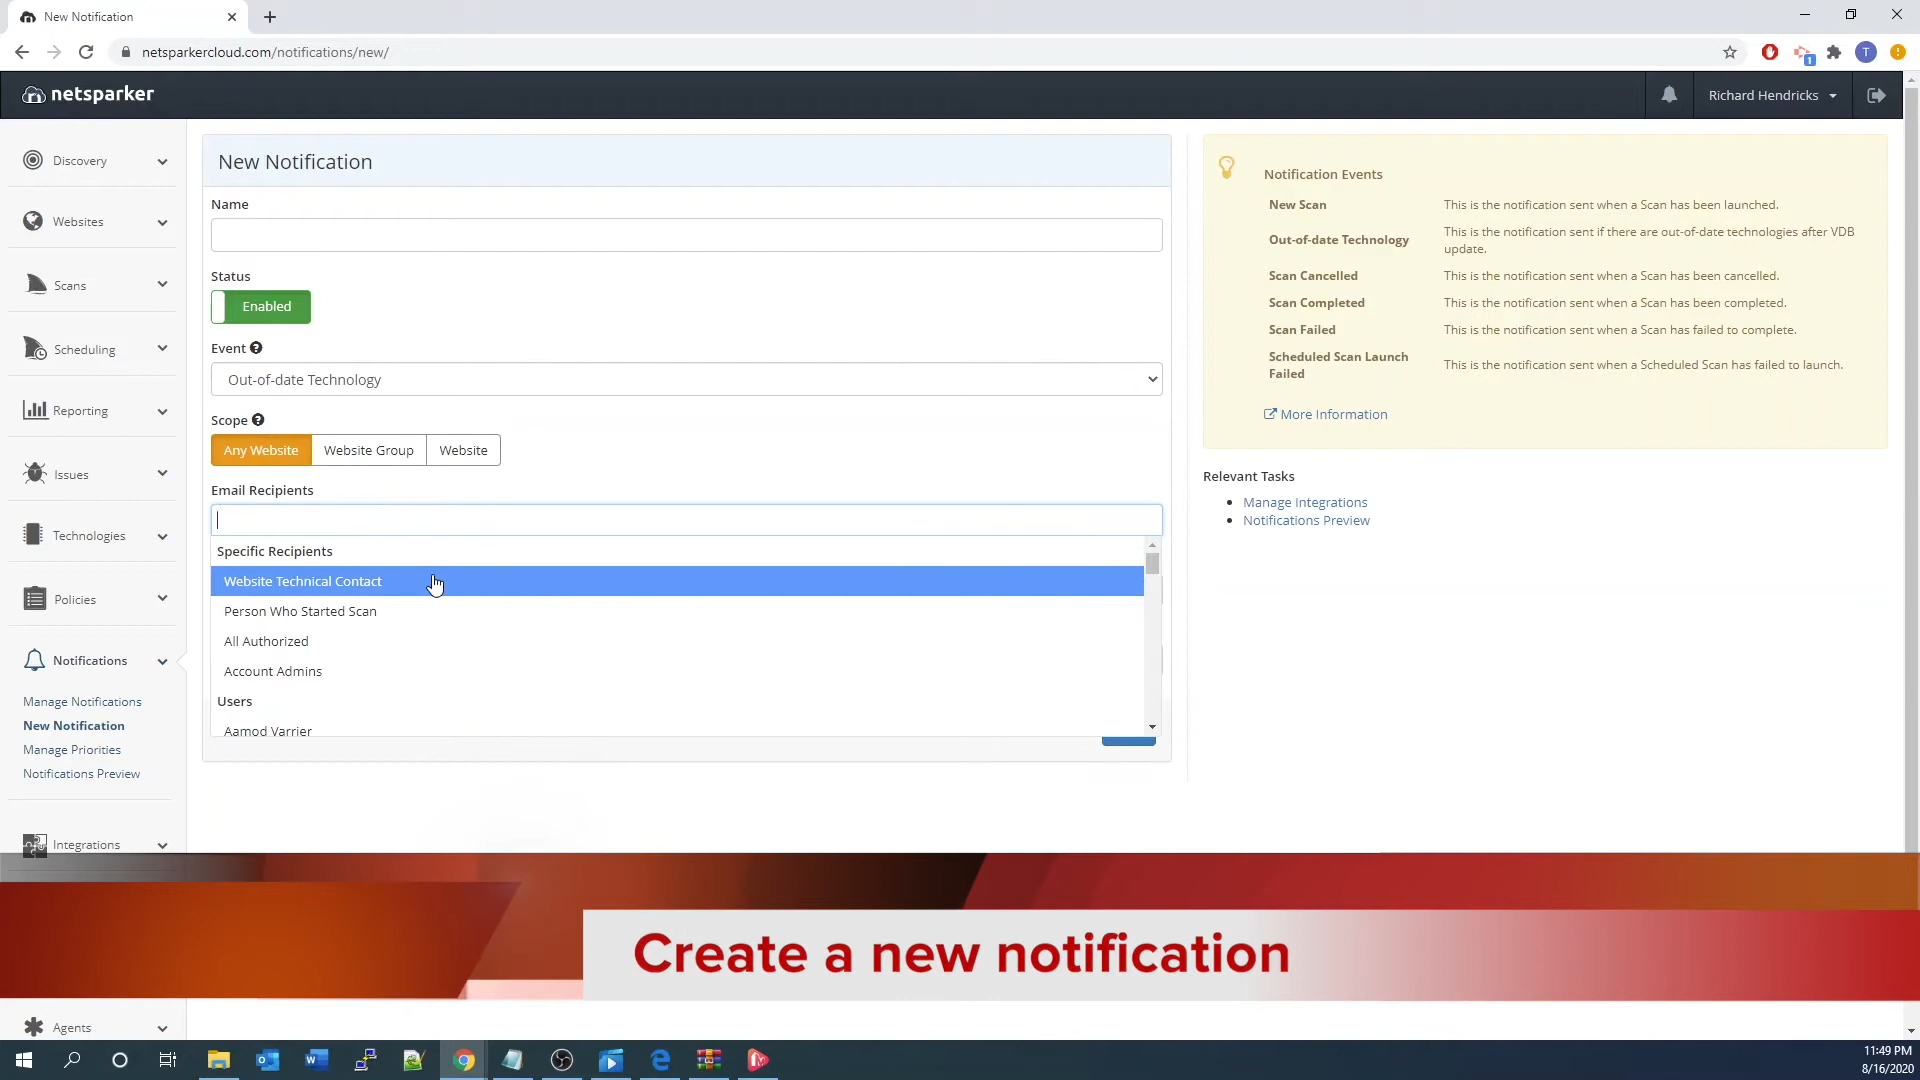 New Notification
netsparkercloud.com/notifications/new/
T
1
netsparker
Richard Hendricks
Discovery
Websites
Scans
Scheduling
Reporting
Issues
Technologies
Policies
Notifications
Manage Notifications
New Notification
Manage Priorities
Notifications Preview
Integrations
Agents
New Notification
Name
Status
Enabled
Event
Out-of-date Technology
Scope
Any Website
Website Group
Website
Email Recipients
Specific Recipients
Website Technical Contact
Person Who Started Scan
All Authorized
Account Admins
Users
Aamod Varrier
Notification Events
New Scan This is the notification sent when a Scan has been launched.
Out-of-date Technology This is the notification sent if there are out-of-date technologies after VDB
update.
Scan Cancelled This is the notification sent when a Scan has been cancelled.
Scan Completed This is the notification sent when a Scan has been completed.
Scan Failed This is the notification sent when a Scan has failed to complete.
Scheduled Scan Launch
Failed This is the notification sent when a Scheduled Scan has failed to launch.
More Information
Relevant Tasks
Manage Integrations
Notifications Preview
Create a new notification
11:49 PM
8/16/2020